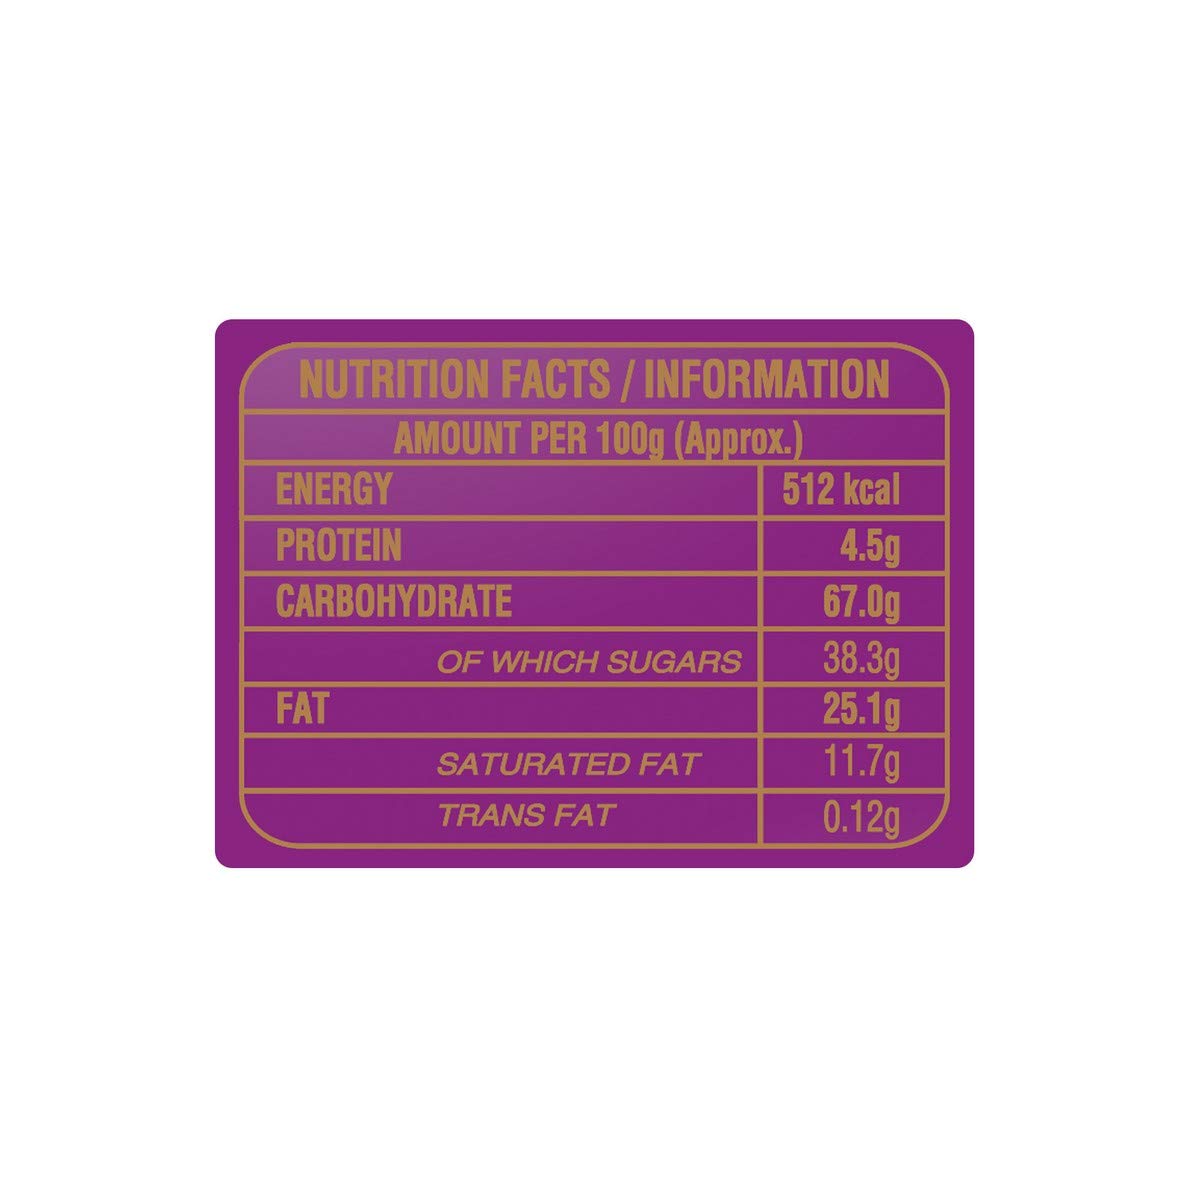 NUTRITION FACTS / INFORMATION
AMOUNT PER 100g (Approx.)
ENERGY 512 kcal
PROTEIN 4.5g
CARBOHYDRATE 67.0g
OF WHICH SUGARS 38.3g
FAT 25.1g
SATURATED FAT 11.7g
TRANS FAT 0.12g